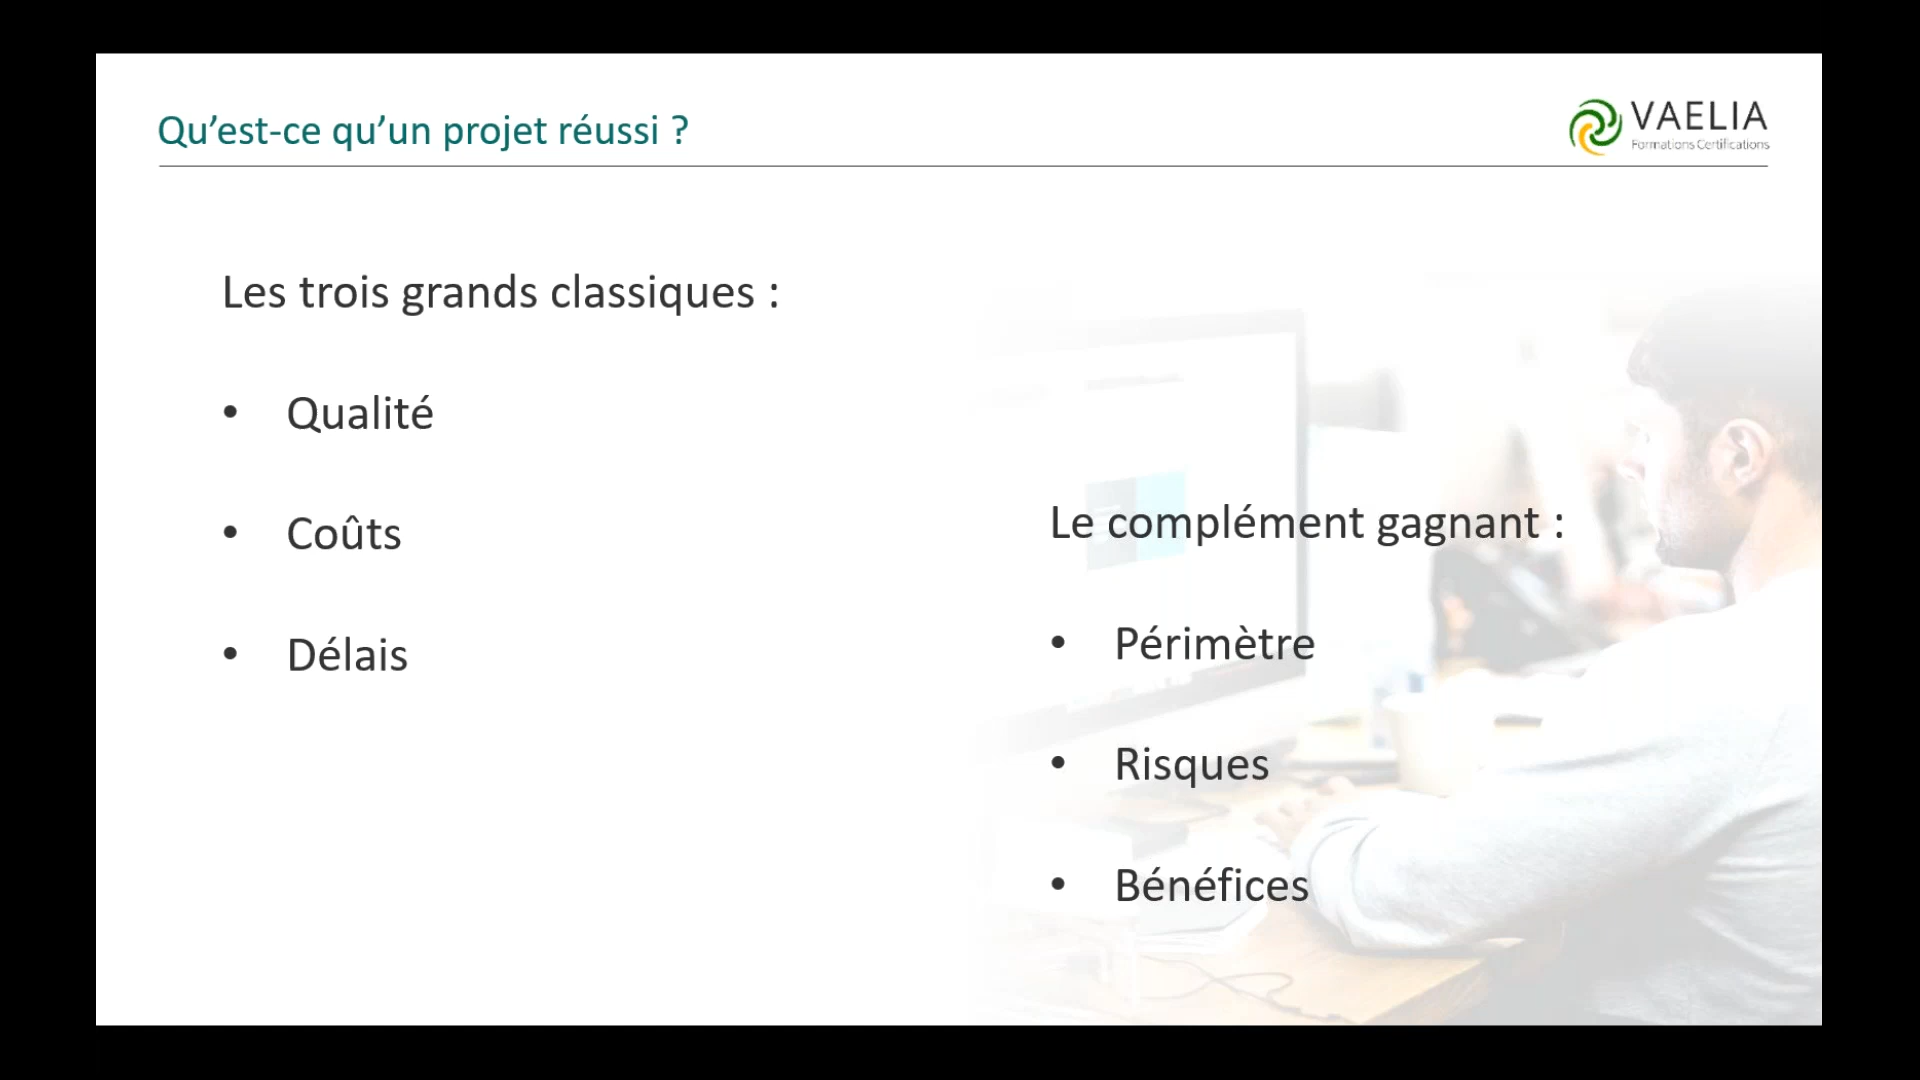 Qu’est-ce qu’un projet réussi ?
VAELIA
Formations Certifications
Les trois grands classiques :
• Qualité
• Coûts
• Délais
Le complément gagnant :
• Périmètre
• Risques
• Bénéfices